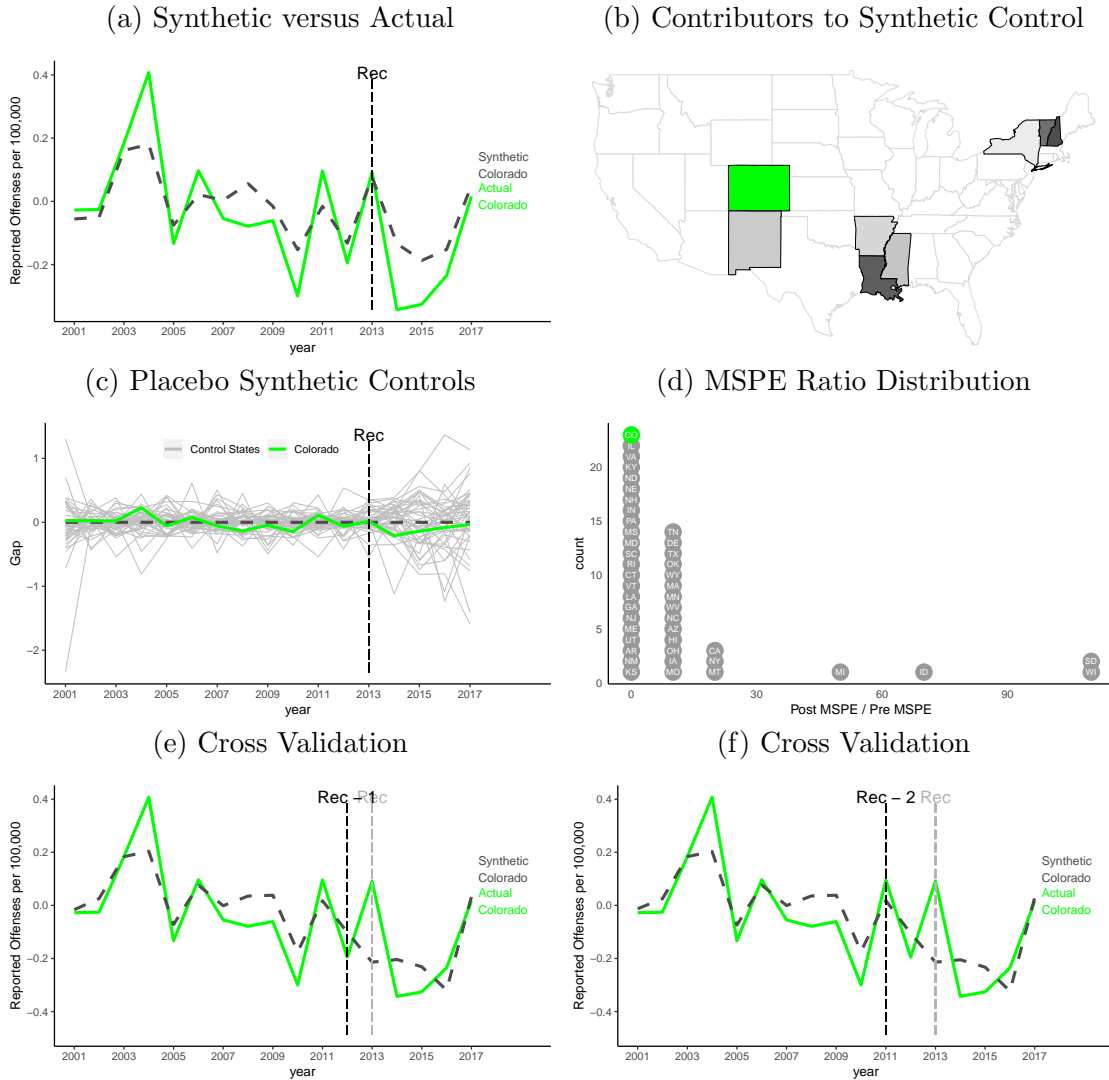 (a) Synthetic versus Actual
(b) Contributors to Synthetic Control
Reported Offenses per 100,000
0.4
0.2
0.0
−0.2
Rec
Synthetic
Colorado
Actual
Colorado
2001 2003 2005 2007 2009 2011 2013 2015 2017
year
(c) Placebo Synthetic Controls
(d) MSPE Ratio Distribution
Gap
1
0
−1
−2
Rec
Control States Colorado
2001 2003 2005 2007 2009 2011 2013 2015 2017
year
count
20
15
10
5
0
CO
IL
VA
KY
ND
NE
NH
IN
PA
MS
MD
SC
RI
CT
VT
LA
GA
NJ
ME
UT
AR
NM
KS
TN
DE
TX
OK
WY
MA
MN
WV
NC
AZ
HI
OH
IA
MO
CA
NY
MT
MI
ID
SD
WI
0 30 60 90
Post MSPE / Pre MSPE
(e) Cross Validation
(f) Cross Validation
Reported Offenses per 100,000
0.4
0.2
0.0
−0.2
−0.4
Rec − 1
Rec
Synthetic
Colorado
Actual
Colorado
2001 2003 2005 2007 2009 2011 2013 2015 2017
year
Reported Offenses per 100,000
0.4
0.2
0.0
−0.2
−0.4
Rec − 2 Rec
Synthetic
Colorado
Actual
Colorado
2001 2003 2005 2007 2009 2011 2013 2015 2017
year